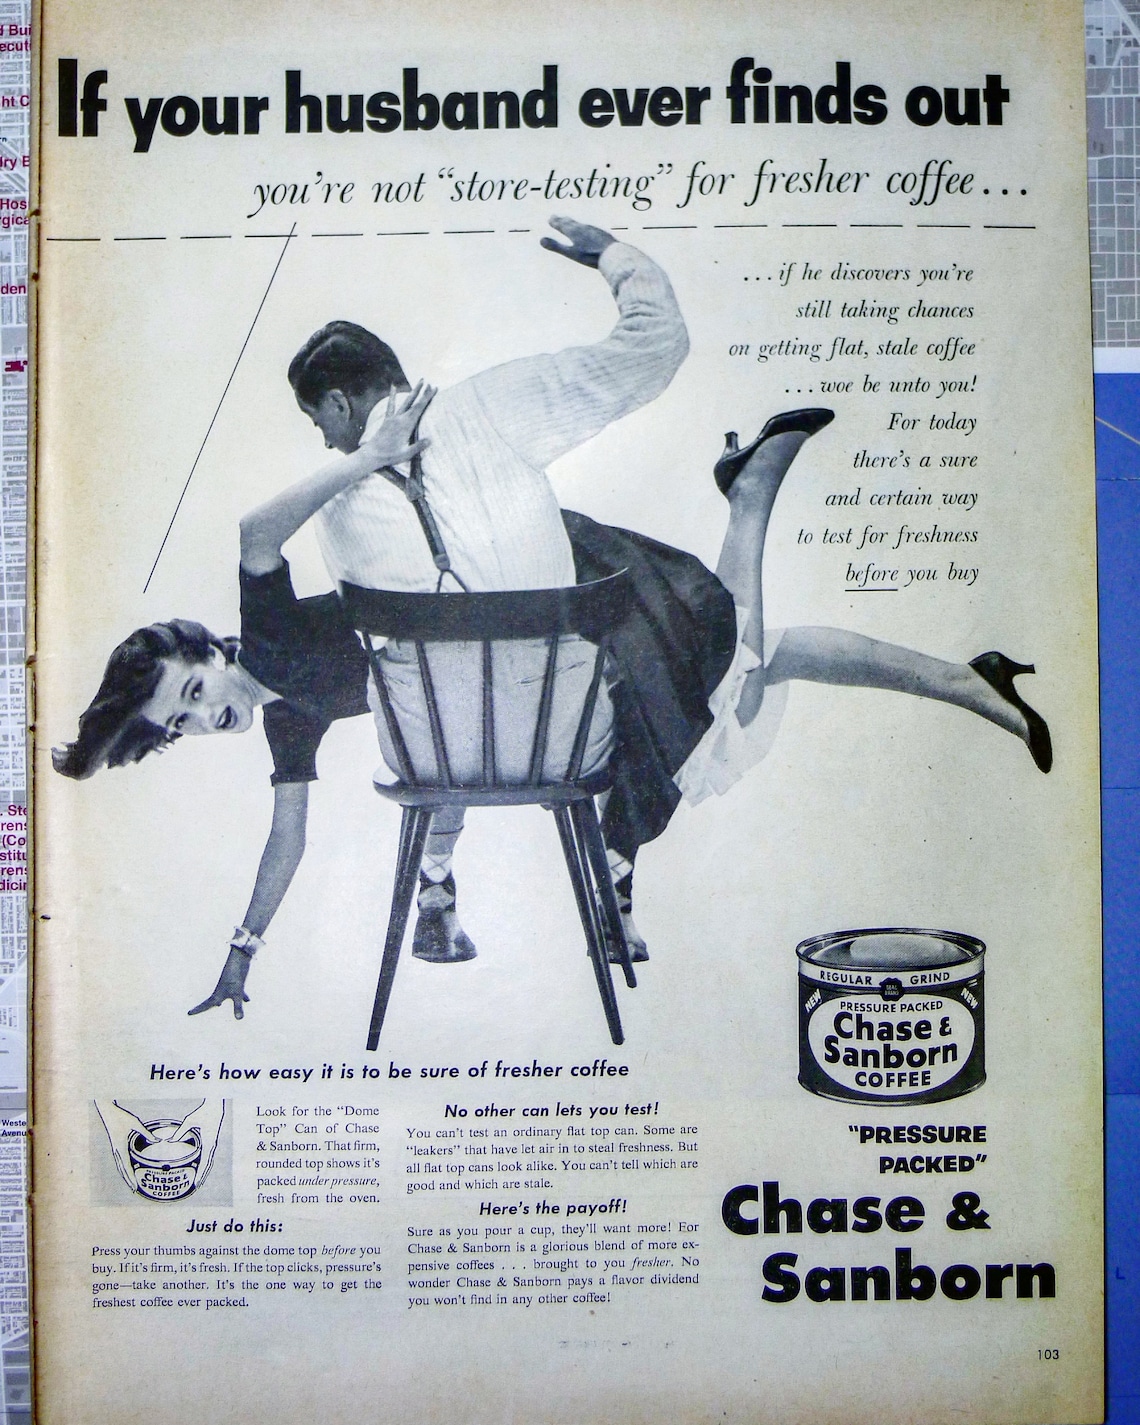 If your husband ever finds out
you're not "store-testing" for fresher coffee...
...if he discovers you're
still taking chances
on getting flat, stale coffee
...woe be unto you!
For today
there's a sure
and certain way
to test for freshness
before you buy
REGULAR GRIND
NEW
NEW
PRESSURE PACKED
Chase &
Sanborn
COFFEE
Here's how easy it is to be sure of fresher coffee
Chase &
Sanborn
COFFEE
Look for the "Dome
Top" Can of Chase
& Sanborn. That firm,
rounded top shows it's
packed under pressure,
fresh from the oven.
Just do this:
Press your thumbs against the dome top before you
buy. If it's firm, it's fresh. If the top clicks, pressure's
gone—take another. It's the one way to get the
freshest coffee ever packed.
No other can lets you test!
You can't test an ordinary flat top can. Some are
"leakers" that have let air in to steal freshness. But
all flat top cans look alike. You can't tell which are
good and which are stale.
Here's the payoff!
Sure as you pour a cup, they'll want more! For
Chase & Sanborn is a glorious blend of more ex-
pensive coffees . . . brought to you fresher. No
wonder Chase & Sanborn pays a flavor dividend
you won't find in any other coffee!
"PRESSURE
PACKED"
Chase &
Sanborn
103